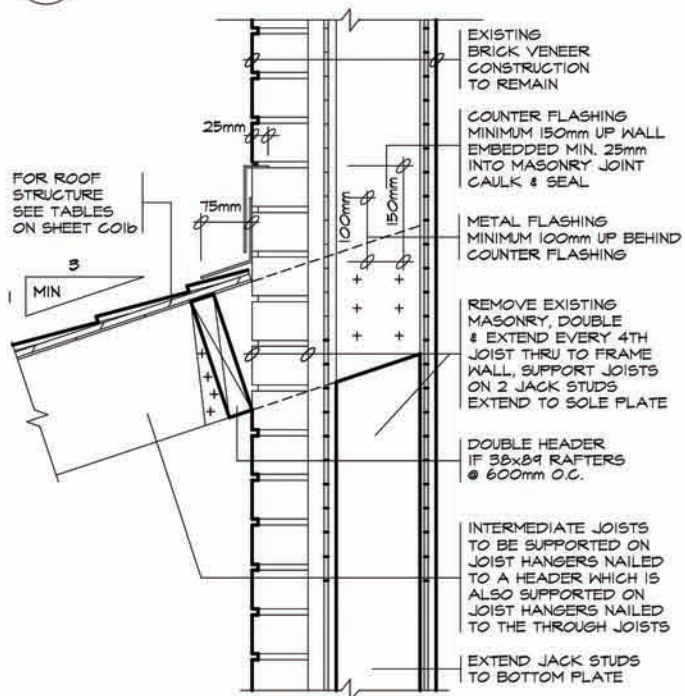 EXISTING
BRICK VENEER
CONSTRUCTION
TO REMAIN
COUNTER FLASHING
MINIMUM 150mm UP WALL
EMBEDDED MIN. 25mm
INTO MASONRY JOINT
CAULK & SEAL
METAL FLASHING
MINIMUM 100mm UP BEHIND
COUNTER FLASHING
REMOVE EXISTING
MASONRY, DOUBLE
& EXTEND EVERY 4TH
JOIST THRU TO FRAME
WALL, SUPPORT JOISTS
ON 2 JACK STUDS
EXTEND TO SOLE PLATE
DOUBLE HEADER
IF 38x89 RAFTERS
@ 600mm O.C.
INTERMEDIATE JOISTS
TO BE SUPPORTED ON
JOIST HANGERS NAILED
TO A HEADER WHICH IS
ALSO SUPPORTED ON
JOIST HANGERS NAILED
TO THE THROUGH JOISTS
EXTEND JACK STUDS
TO BOTTOM PLATE
25mm
75mm
100mm
150mm
FOR ROOF
STRUCTURE
SEE TABLES
ON SHEET C01b
3
1
MIN